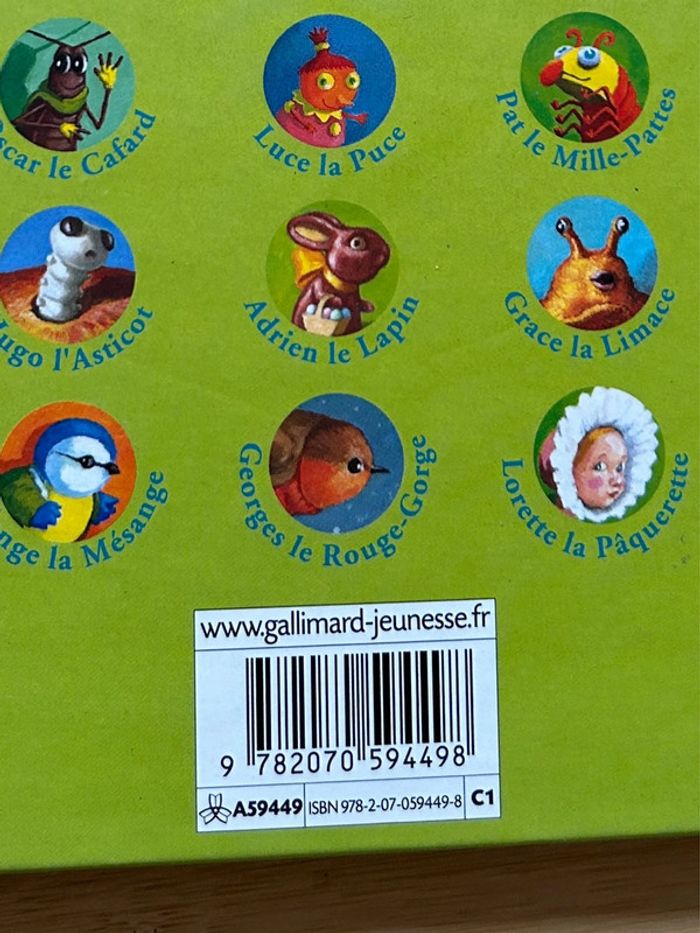 scar le Cafard
Luce la Puce
Pat le Mille-Pattes
ugo l'Asticot
Adrien le Lapin
Grace la Limace
nge la Mésange
Georges le Rouge-Gorge
Lorette la Pâquerette
www.gallimard-jeunesse.fr
9 782070 594498
A59449 ISBN 978-2-07-059449-8 C1